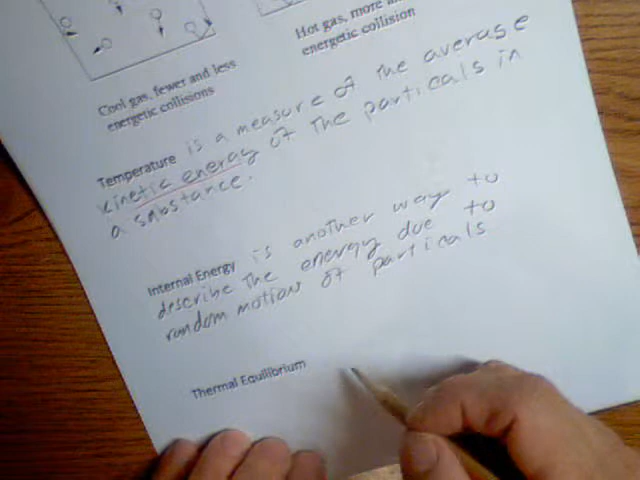 Hot gas, more
energetic collision
Cool gas, fewer and less
energetic collisions
Temperature is a measure of the average
kinetic energy of the particals in
a substance.
Internal Energy is another way to
describe the energy due to
random motion of particals
Thermal Equilibrium